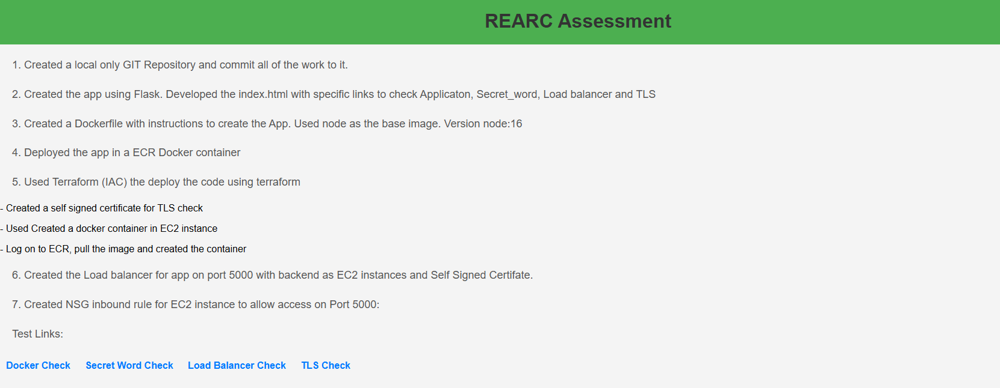 REARC Assessment
1. Created a local only GIT Repository and commit all of the work to it.
2. Created the app using Flask. Developed the index.html with specific links to check Applicaton, Secret_word, Load balancer and TLS
3. Created a Dockerfile with instructions to create the App. Used node as the base image. Version node:16
4. Deployed the app in a ECR Docker container
5. Used Terraform (IAC) the deploy the code using terraform
- Created a self signed certificate for TLS check
- Used Created a docker container in EC2 instance
- Log on to ECR, pull the image and created the container
6. Created the Load balancer for app on port 5000 with backend as EC2 instances and Self Signed Certifate.
7. Created NSG inbound rule for EC2 instance to allow access on Port 5000:
Test Links:
Docker Check Secret Word Check Load Balancer Check TLS Check